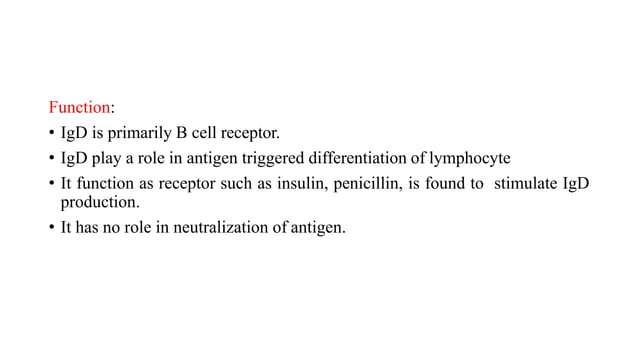 Function:
• IgD is primarily B cell receptor.
• IgD play a role in antigen triggered differentiation of lymphocyte
• It function as receptor such as insulin, penicillin, is found to stimulate IgD
production.
• It has no role in neutralization of antigen.